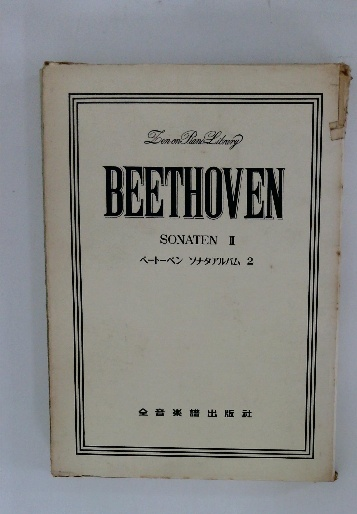 Zen-on Piano Library
BEETHOVEN
SONATEN II
ベートーベン ソナタアルバム 2
全音楽譜出版社